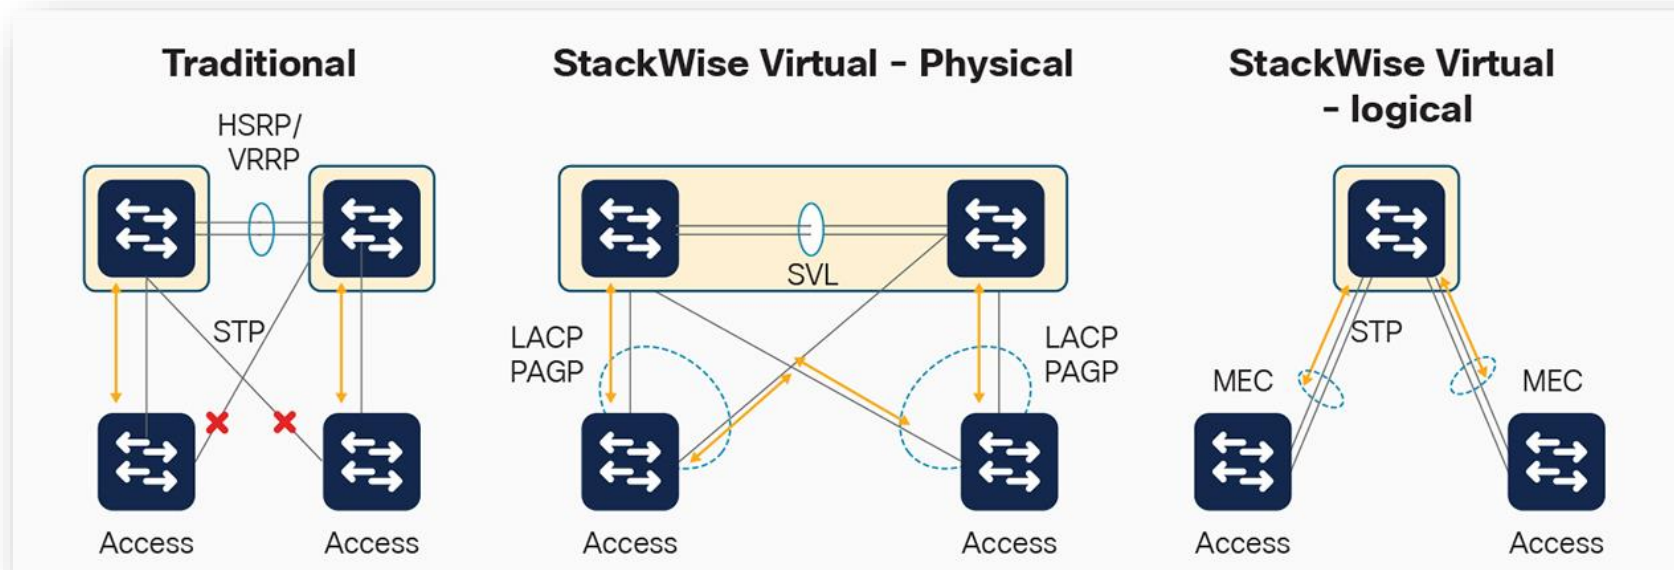 Traditional
HSRP/
VRRP
STP
Access
Access
StackWise Virtual - Physical
SVL
LACP
PAGP
LACP
PAGP
Access
Access
StackWise Virtual
- logical
STP
MEC
MEC
Access
Access